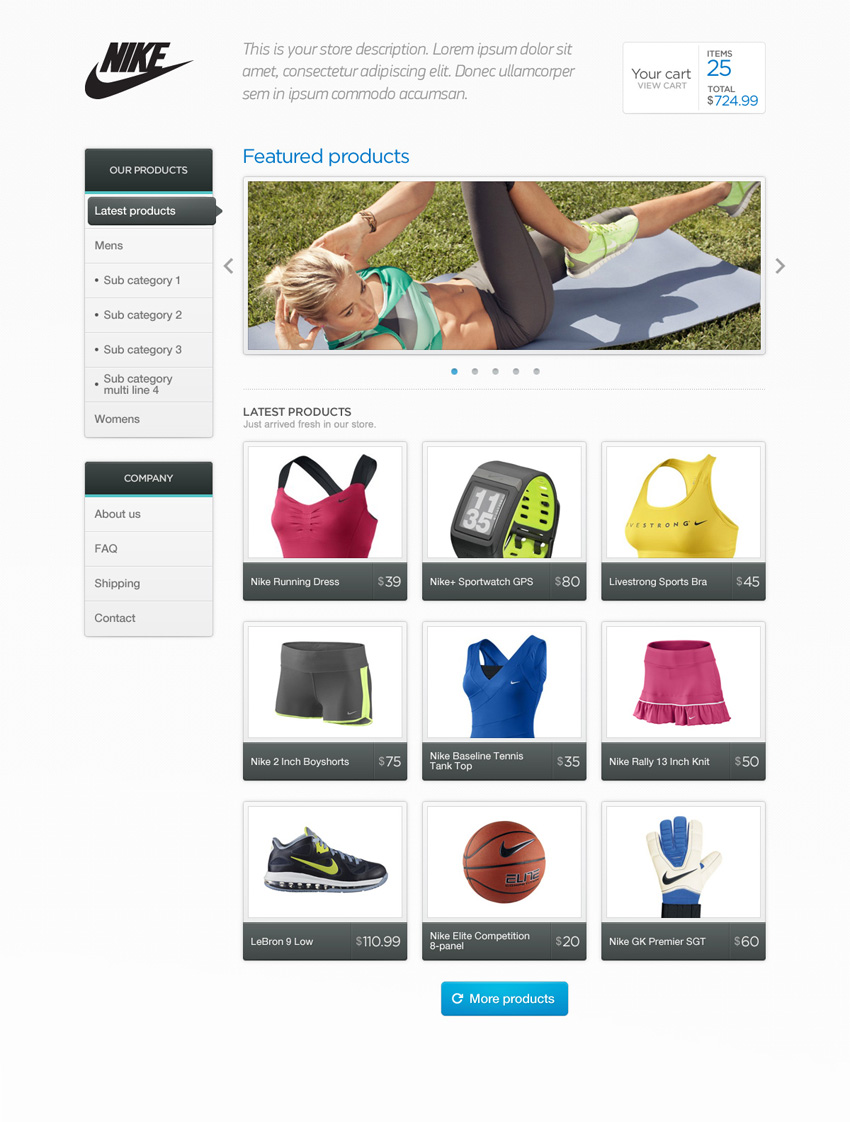 NIKE
This is your store description. Lorem ipsum dolor sit
amet, consectetur adipiscing elit. Donec ullamcorper
sem in ipsum commodo accumsan.
Your cart
VIEW CART
ITEMS
25
TOTAL
$724.99
OUR PRODUCTS
Latest products
Mens
• Sub category 1
• Sub category 2
• Sub category 3
• Sub category
multi line 4
Womens
COMPANY
About us
FAQ
Shipping
Contact
Featured products
LATEST PRODUCTS
Just arrived fresh in our store.
11
35
IVESTRONG
Nike Running Dress $39
Nike+ Sportwatch GPS $80
Livestrong Sports Bra $45
Nike 2 Inch Boyshorts $75
Nike Baseline Tennis
Tank Top $35
Nike Rally 13 Inch Knit $50
ELITE
LeBron 9 Low $110.99
Nike Elite Competition
8-panel $20
Nike GK Premier SGT $60
More products